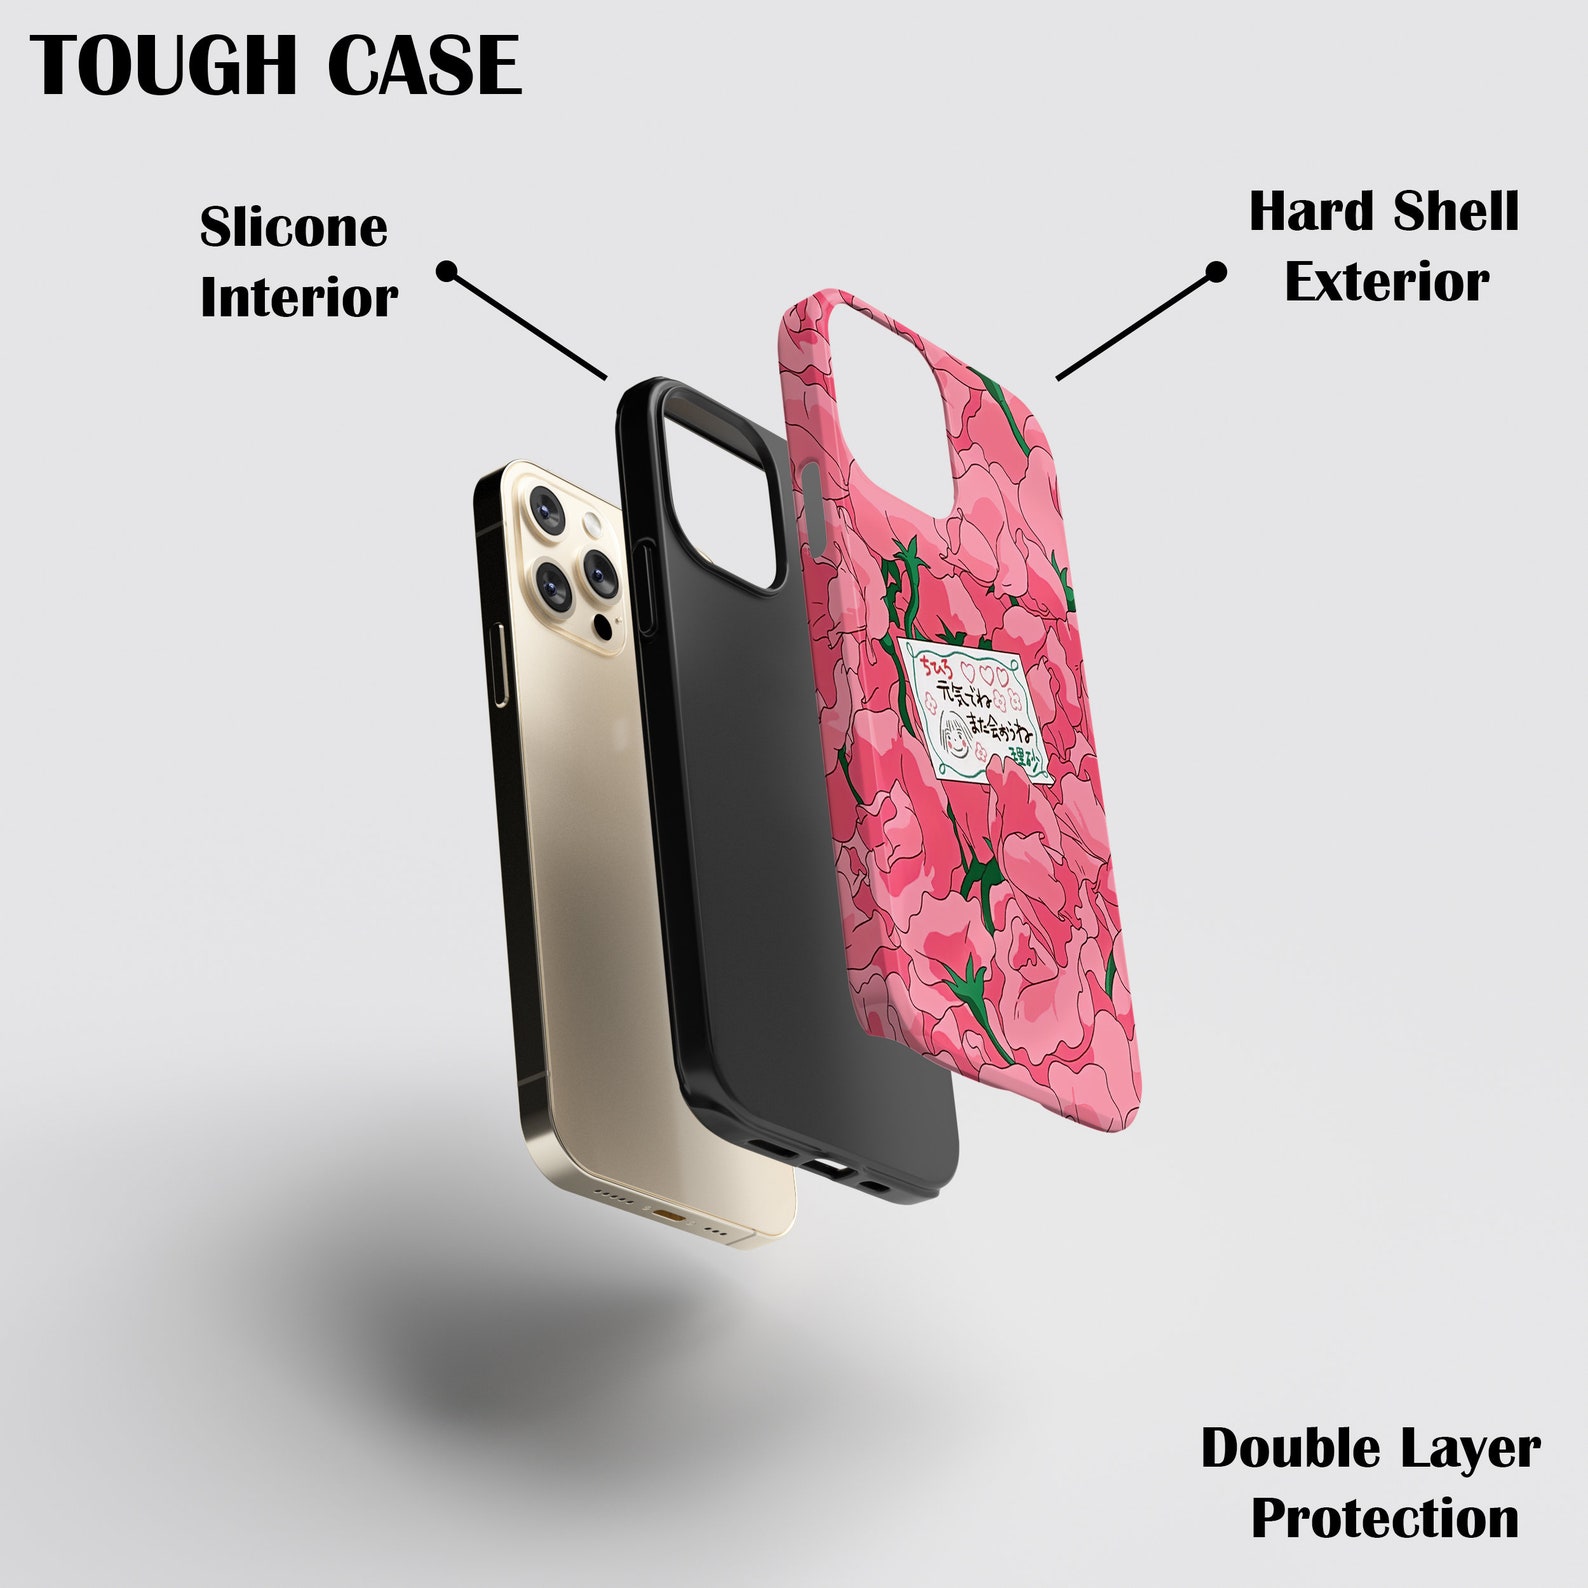 TOUGH CASE
Slicone
Interior
Hard Shell
Exterior
ちひろ
元気でね
また会おうね
理砂
Double Layer
Protection